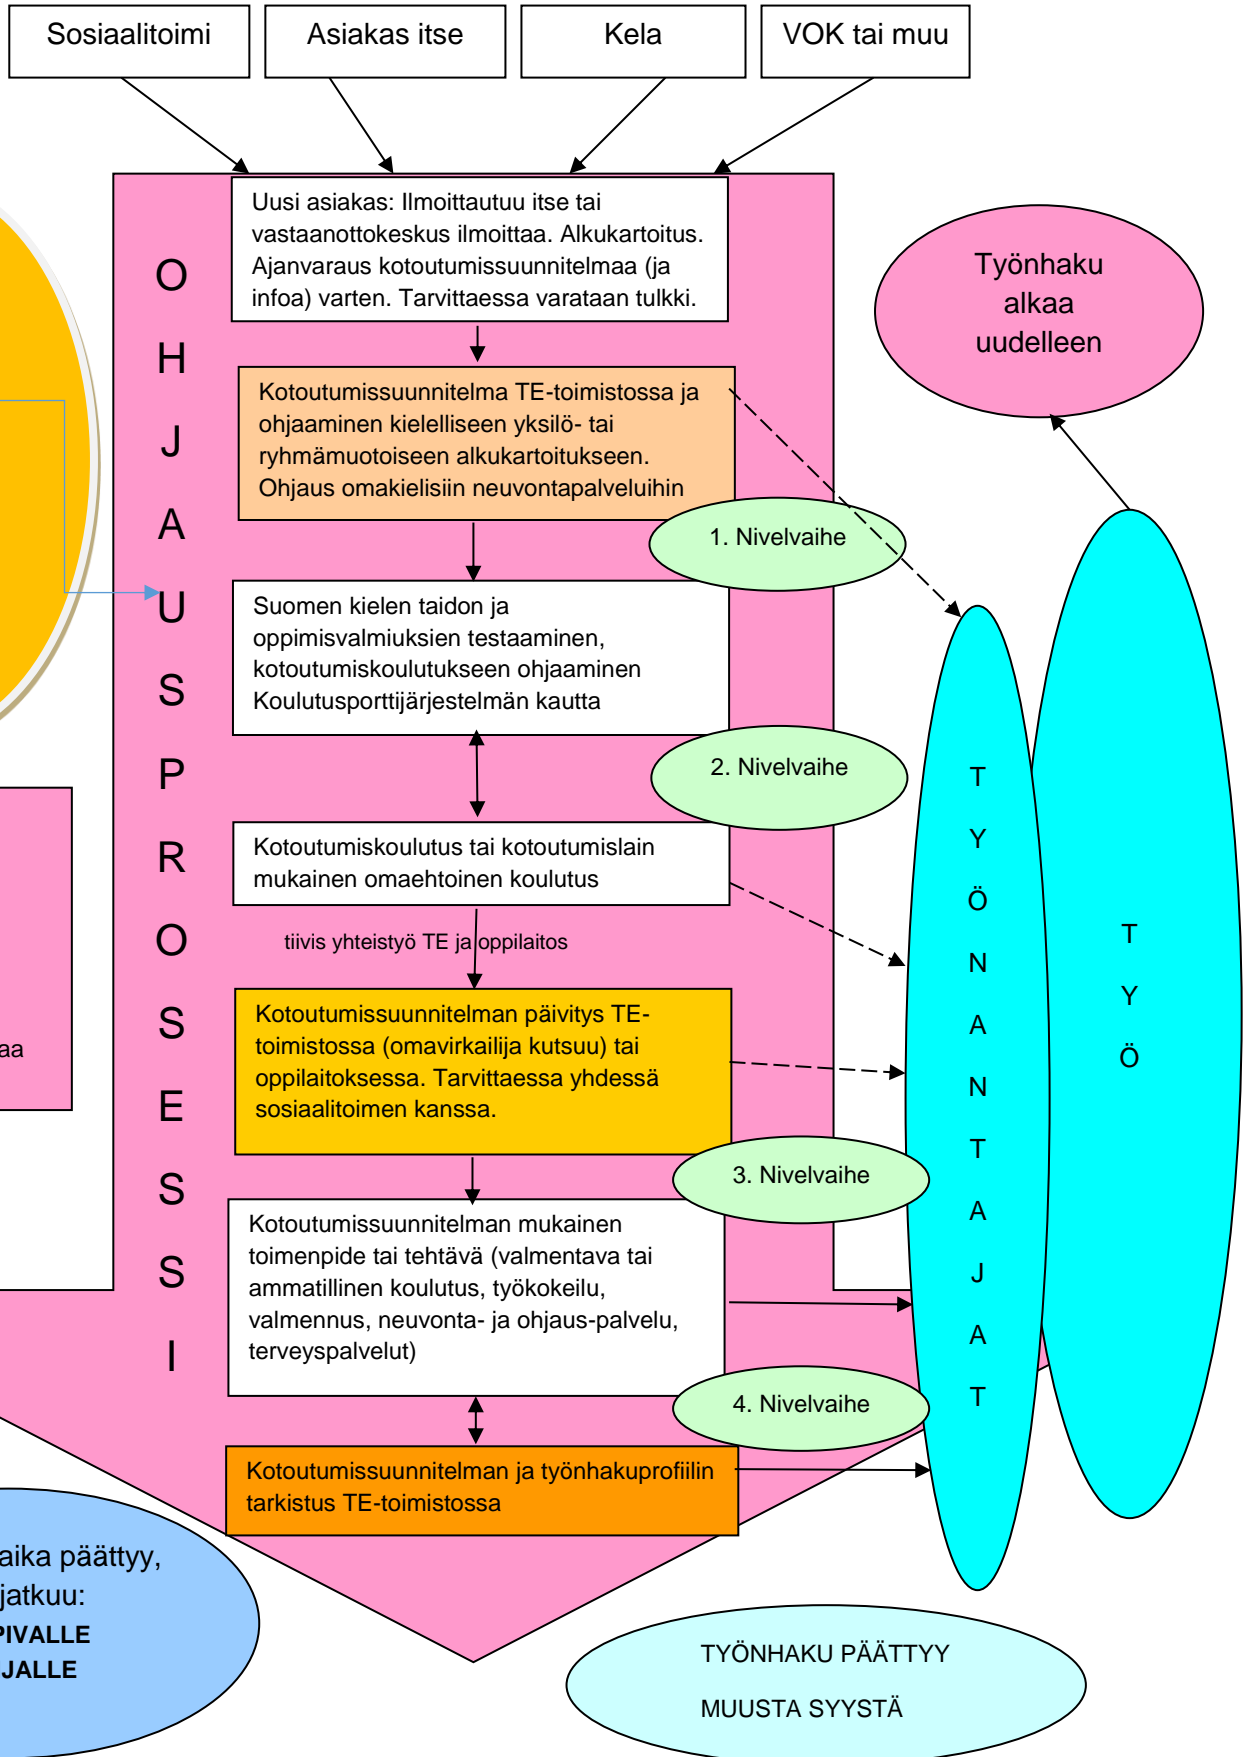 Sosiaalitoimi
Asiakas itse
Kela
VOK tai muu
Uusi asiakas: Ilmoittautuu itse tai
vastaanottokeskus ilmoittaa. Alkukartoitus.
Ajanvaraus kotoutumissuunnitelmaa (ja
infoa) varten. Tarvittaessa varataan tulkki.
OHJAUSPROSESSI
Työnhaku
alkaa
uudelleen
Kotoutumissuunnitelma TE-toimistossa ja
ohjaaminen kielelliseen yksilö- tai
ryhmämuotoiseen alkukartoitukseen.
Ohjaus omakielisiin neuvontapalveluihin
1. Nivelvaihe
Suomen kielen taidon ja
oppimisvalmiuksien testaaminen,
kotoutumiskoulutukseen ohjaaminen
Koulutusporttijärjestelmän kautta
2. Nivelvaihe
Kotoutumiskoulutus tai kotoutumislain
mukainen omaehtoinen koulutus
tiivis yhteistyö TE ja oppilaitos
TYÖNANTAJAT
TYÖ
Kotoutumissuunnitelman päivitys TE-
toimistossa (omavirkailija kutsuu) tai
oppilaitoksessa. Tarvittaessa yhdessä
sosiaalitoimen kanssa.
aa
3. Nivelvaihe
Kotoutumissuunnitelman mukainen
toimenpide tai tehtävä (valmentava tai
ammatillinen koulutus, työkokeilu,
valmennus, neuvonta- ja ohjaus-palvelu,
terveyspalvelut)
4. Nivelvaihe
Kotoutumissuunnitelman ja työnhakuprofiilin
tarkistus TE-toimistossa
aika päättyy,
jatkuu:
PIVALLE
JALLE
TYÖNHAKU PÄÄTTYY
MUUSTA SYYSTÄ